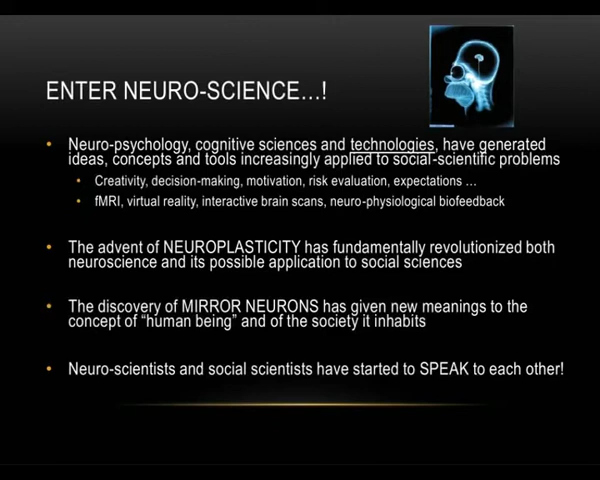 ENTER NEURO-SCIENCE…!
• Neuro-psychology, cognitive sciences and technologies, have generated
ideas, concepts and tools increasingly applied to social-scientific problems
• Creativity, decision-making, motivation, risk evaluation, expectations …
• fMRI, virtual reality, interactive brain scans, neuro-physiological biofeedback
• The advent of NEUROPLASTICITY has fundamentally revolutionized both
neuroscience and its possible application to social sciences
• The discovery of MIRROR NEURONS has given new meanings to the
concept of “human being” and of the society it inhabits
• Neuro-scientists and social scientists have started to SPEAK to each other!